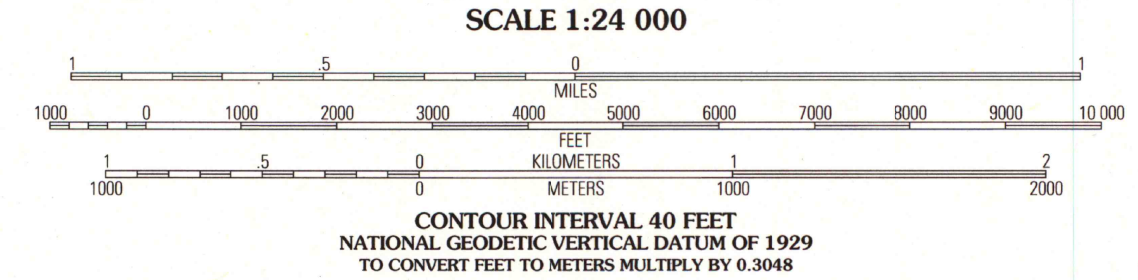 SCALE 1:24 000
1 .5 0 1
MILES
1000 0 1000 2000 3000 4000 5000 6000 7000 8000 9000 10 000
FEET
1 .5 0 KILOMETERS 1 2
1000 0 METERS 1000 2000
CONTOUR INTERVAL 40 FEET
NATIONAL GEODETIC VERTICAL DATUM OF 1929
TO CONVERT FEET TO METERS MULTIPLY BY 0.3048